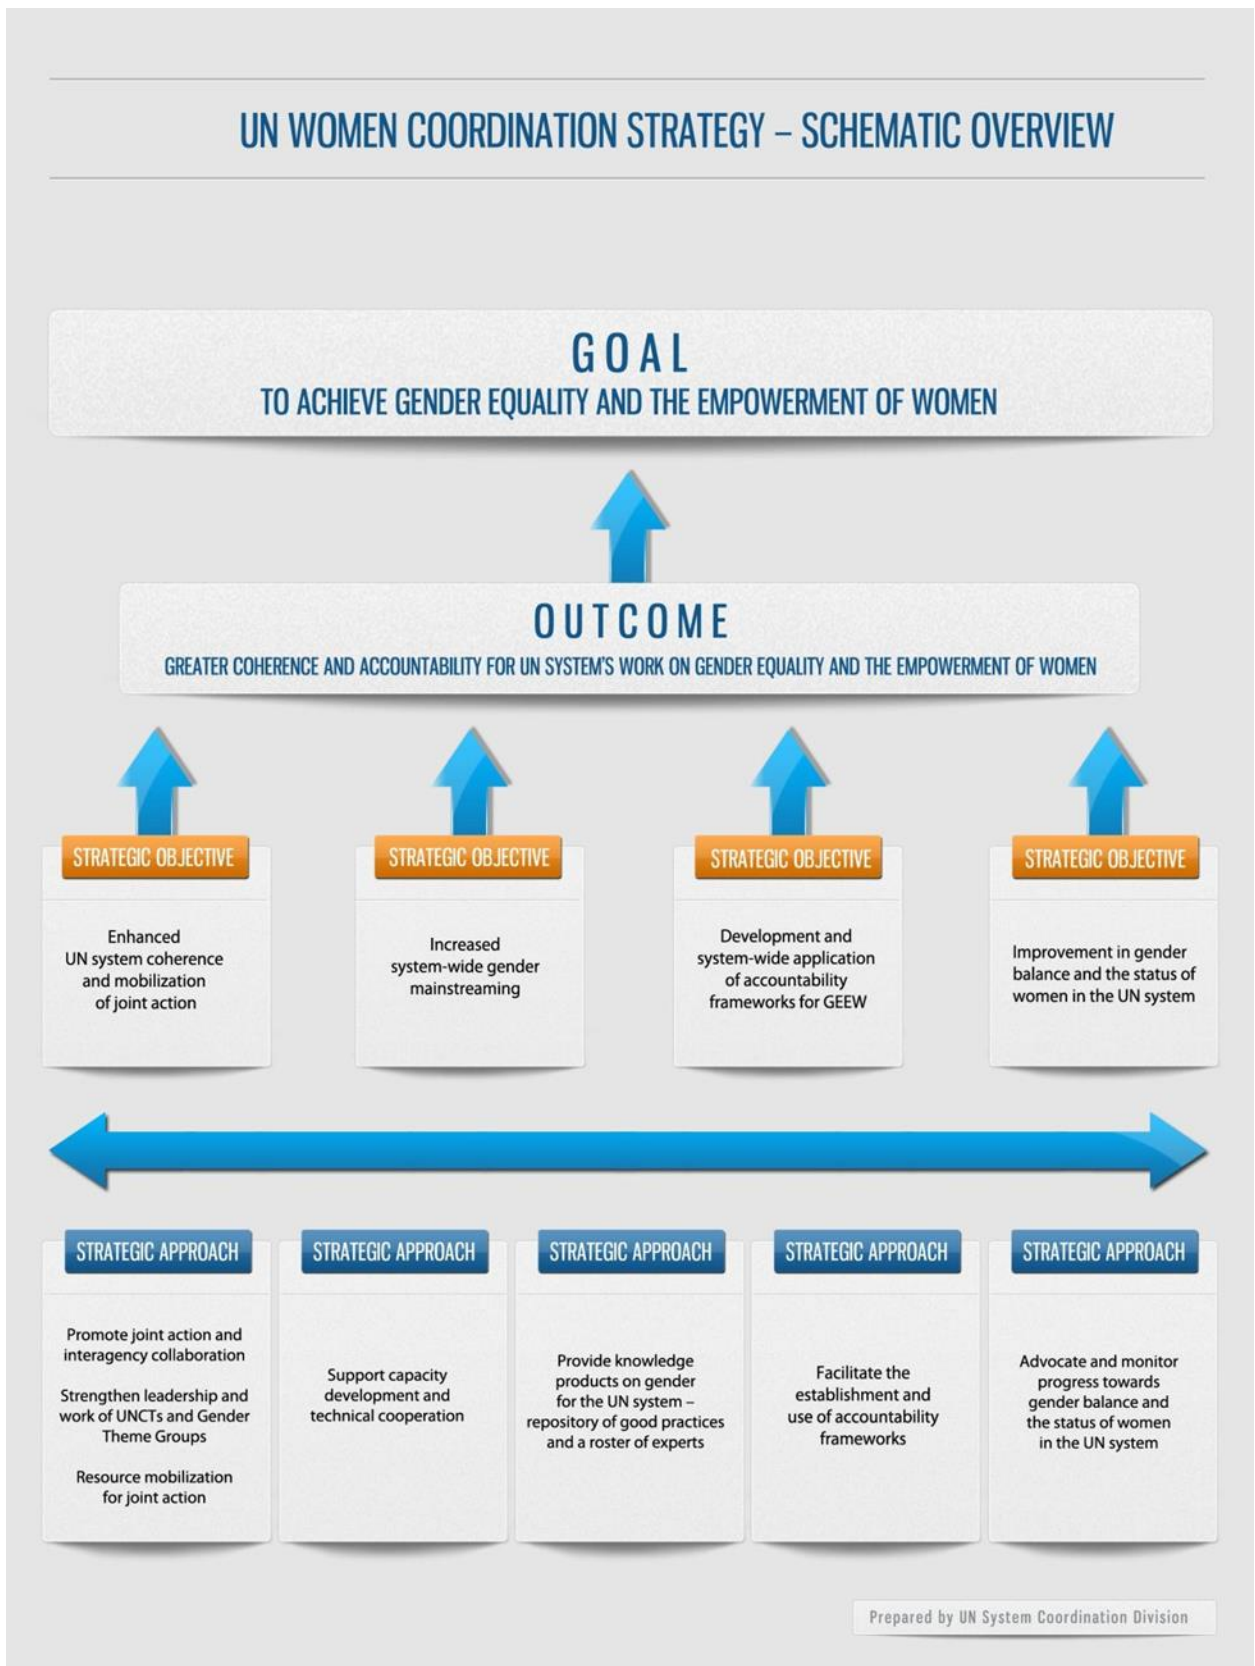 UN WOMEN COORDINATION STRATEGY – SCHEMATIC OVERVIEW
GOAL
TO ACHIEVE GENDER EQUALITY AND THE EMPOWERMENT OF WOMEN
OUTCOME
GREATER COHERENCE AND ACCOUNTABILITY FOR UN SYSTEM'S WORK ON GENDER EQUALITY AND THE EMPOWERMENT OF WOMEN
STRATEGIC OBJECTIVE
Enhanced
UN system coherence
and mobilization
of joint action
STRATEGIC OBJECTIVE
Increased
system-wide gender
mainstreaming
STRATEGIC OBJECTIVE
Development and
system-wide application
of accountability
frameworks for GEEW
STRATEGIC OBJECTIVE
Improvement in gender
balance and the status of
women in the UN system
STRATEGIC APPROACH
Promote joint action and
interagency collaboration
Strengthen leadership and
work of UNCTs and Gender
Theme Groups
Resource mobilization
for joint action
STRATEGIC APPROACH
Support capacity
development and
technical cooperation
STRATEGIC APPROACH
Provide knowledge
products on gender
for the UN system –
repository of good practices
and a roster of experts
STRATEGIC APPROACH
Facilitate the
establishment and
use of accountability
frameworks
STRATEGIC APPROACH
Advocate and monitor
progress towards
gender balance and
the status of women
in the UN system
Prepared by UN System Coordination Division